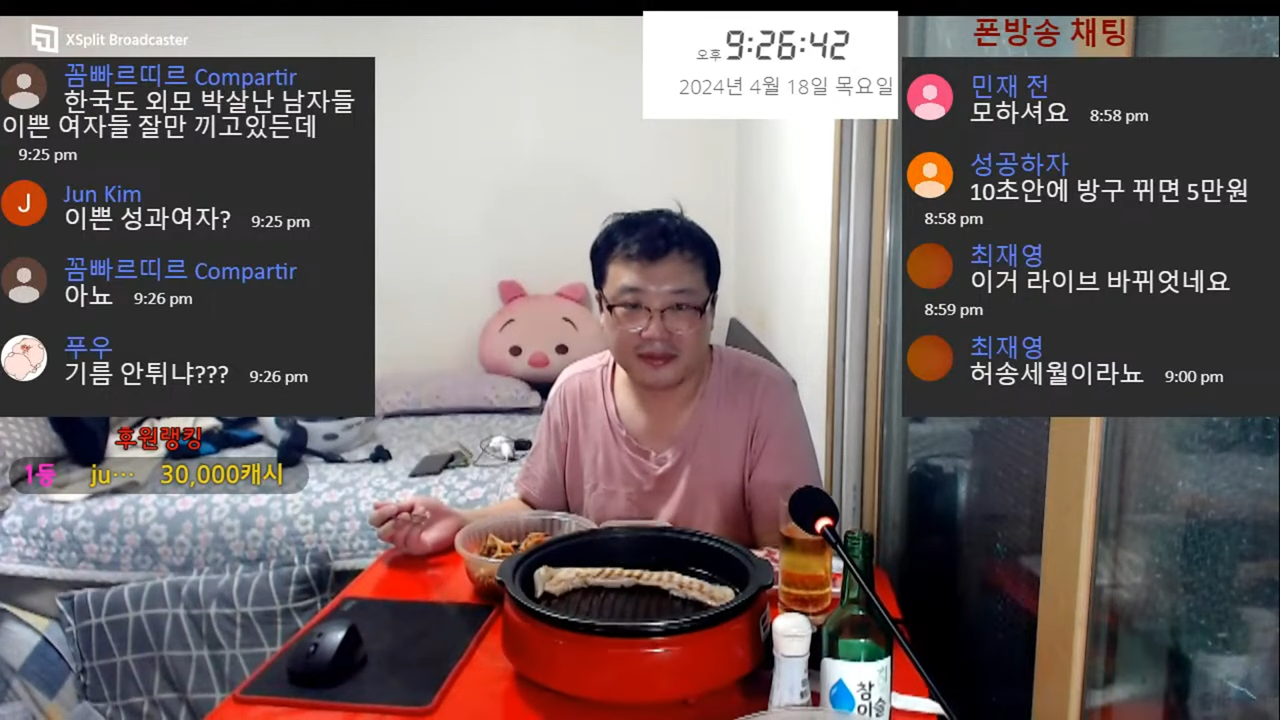 XSplit Broadcaster
꼼빠르띠르 Compartir
한국도 외모 박살난 남자들
이쁜 여자들 잘만 끼고있든데
9:25 pm
Jun Kim
이쁜 성과여자? 9:25 pm
J
꼼빠르띠르 Compartir
아뇨 9:26 pm
푸우
기름 안튀냐??? 9:26 pm
후원랭킹
1등 ju… 30,000캐시
오후 9:26:42
2024년 4월 18일 목요일
폰방송 채팅
민재 전
모하셔요 8:58 pm
성공하자
10초안에 방구 뀌면 5만원
8:58 pm
최재영
이거 라이브 바뀌엇네요
8:59 pm
최재영
허송세월이라뇨 9:00 pm
참이슬